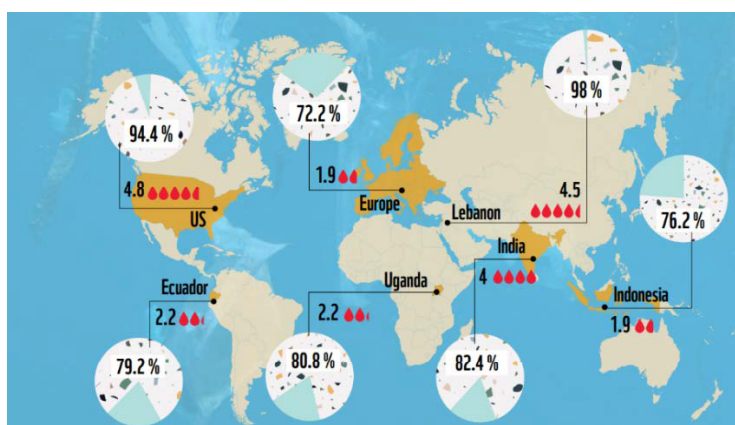 94.4 %
4.8
US
72.2 %
1.9
Europe
98 %
4.5
Lebanon
76.2 %
India
4
Indonesia
1.9
Ecuador
2.2
79.2 %
Uganda
2.2
80.8 %
82.4 %